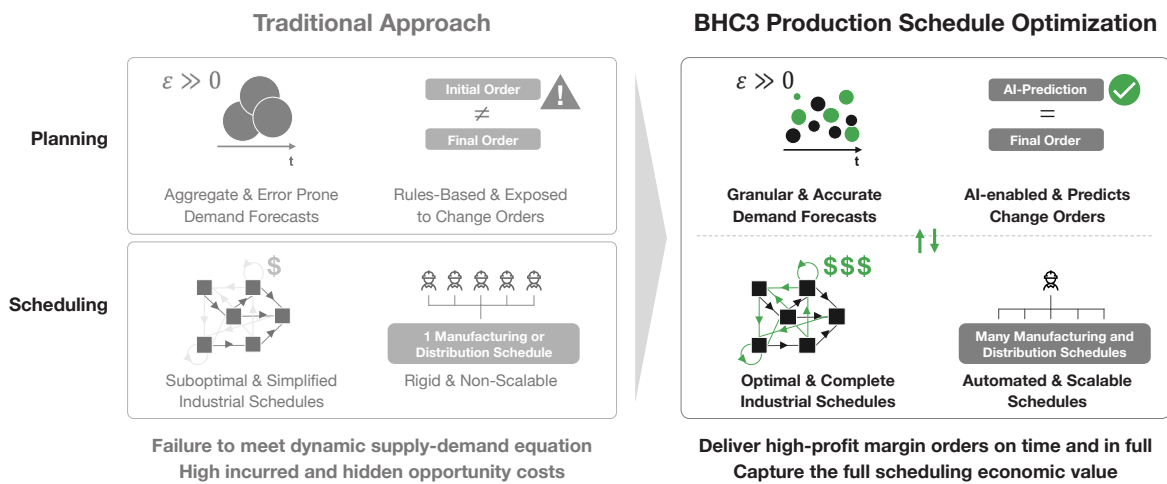 Traditional Approach
BHC3 Production Schedule Optimization
Planning
ε ≫ 0
t
Aggregate & Error Prone
Demand Forecasts
Initial Order
!
≠
Final Order
Rules-Based & Exposed
to Change Orders
ε ≫ 0
t
Granular & Accurate
Demand Forecasts
AI-Prediction
=
Final Order
AI-enabled & Predicts
Change Orders
Scheduling
$
Suboptimal & Simplified
Industrial Schedules
1 Manufacturing or
Distribution Schedule
Rigid & Non-Scalable
$$$
Optimal & Complete
Industrial Schedules
Many Manufacturing and
Distribution Schedules
Automated & Scalable
Schedules
Failure to meet dynamic supply-demand equation
High incurred and hidden opportunity costs
Deliver high-profit margin orders on time and in full
Capture the full scheduling economic value